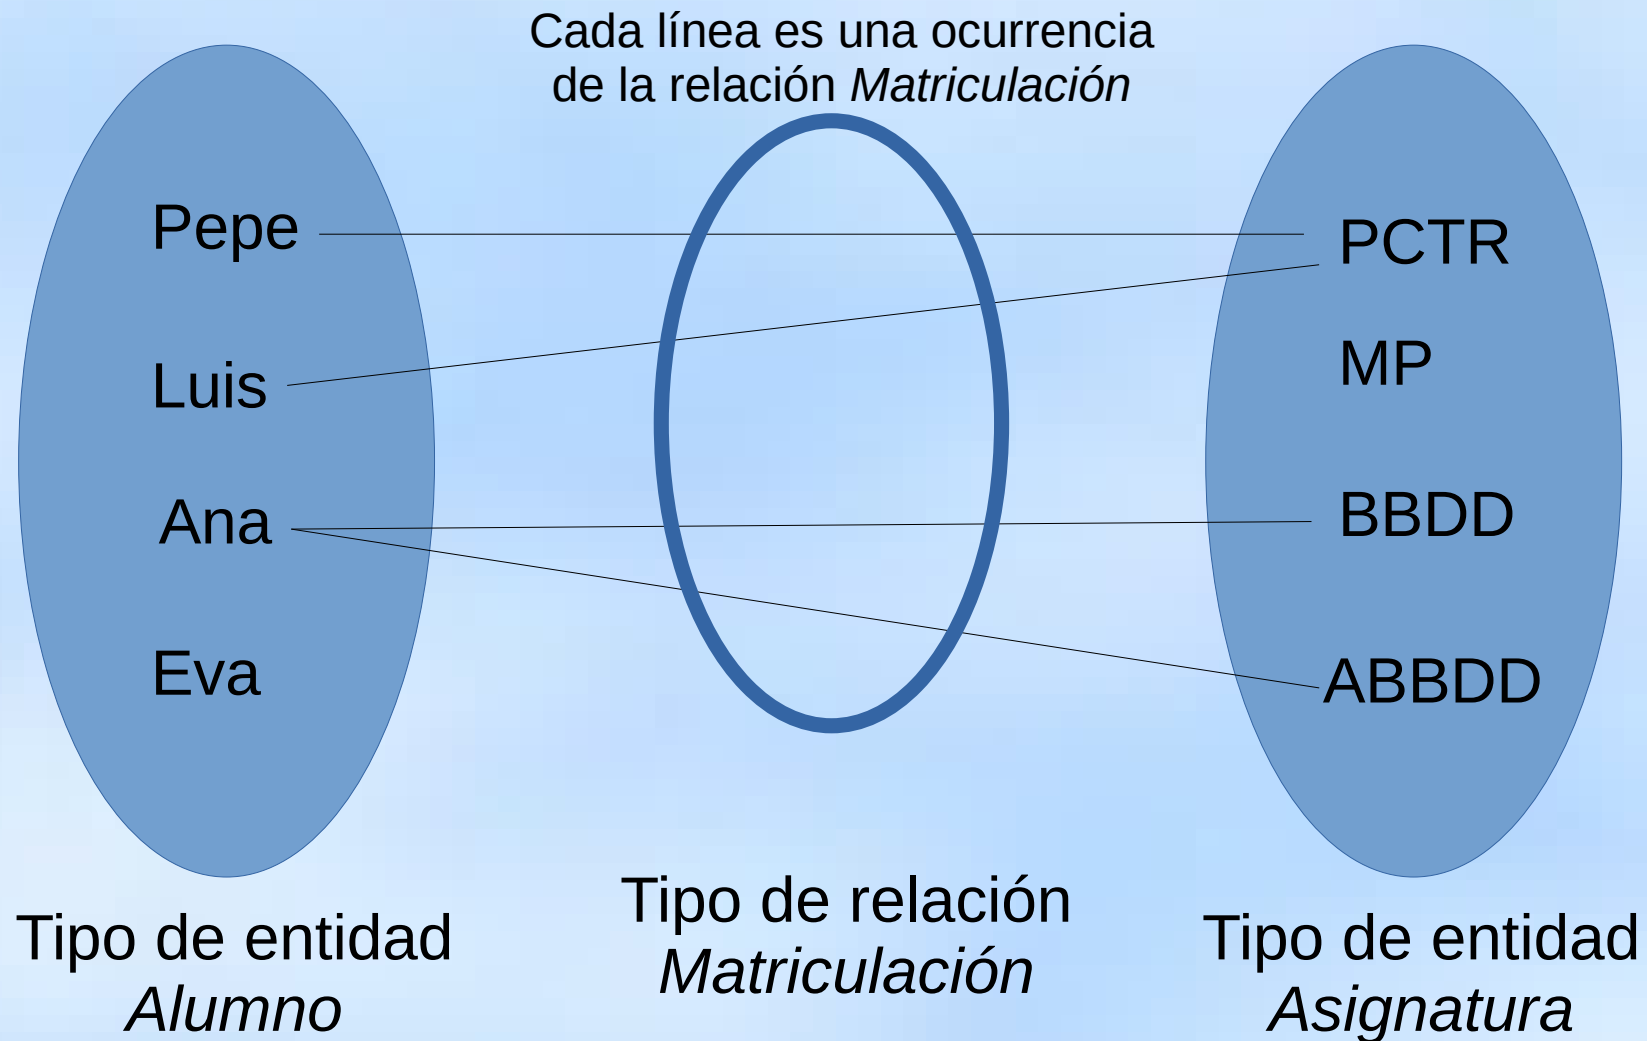 Cada línea es una ocurrencia
de la relación Matriculación
Pepe
Luis
Ana
Eva
PCTR
MP
BBDD
ABBDD
Tipo de entidad
Alumno
Tipo de relación
Matriculación
Tipo de entidad
Asignatura